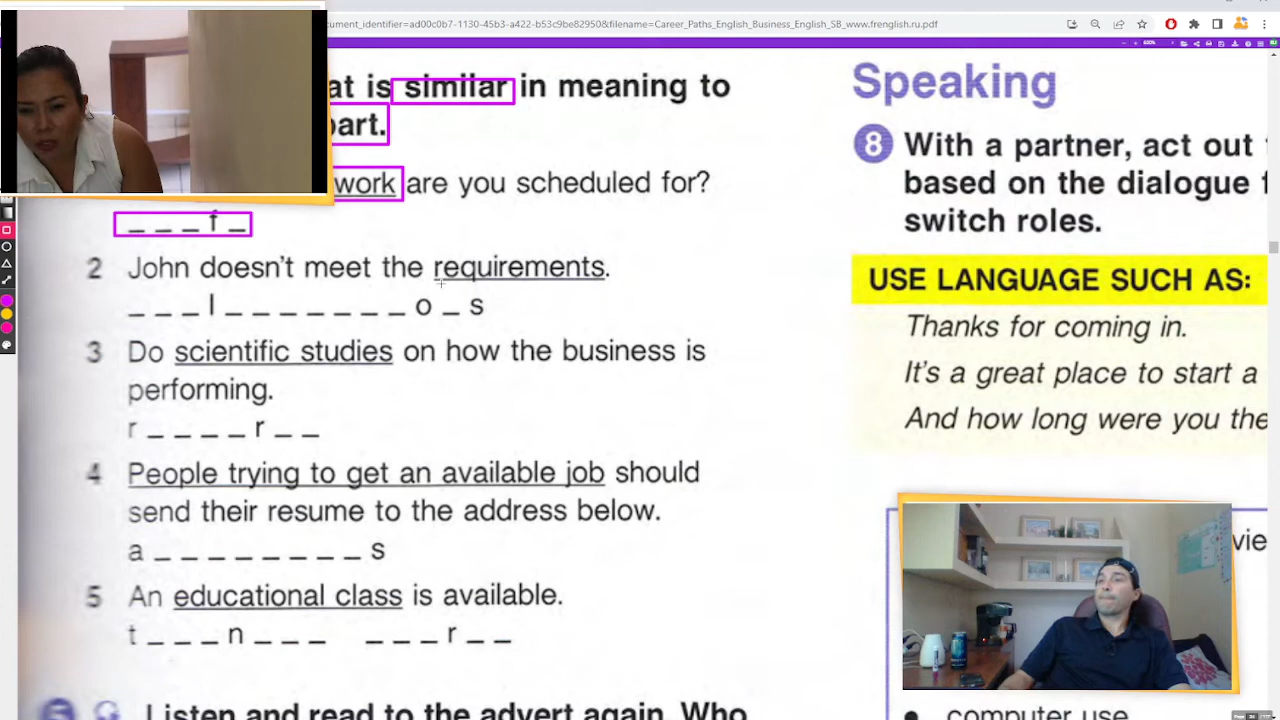 ocument_identifier=ad00c0b7-1130-45b3-a422-b53c9be82950&filename=Career_Paths_English_Business_English_SB_www.frenglish.ru.pdf
at is similar in meaning to
part.
work are you scheduled for?
_ _ _ f _
2 John doesn't meet the requirements.
_ _ _ l _ _ _ _ _ _ _ o _ s
3 Do scientific studies on how the business is
performing.
r _ _ _ _ r _ _
4 People trying to get an available job should
send their resume to the address below.
a _ _ _ _ _ _ _ _ s
5 An educational class is available.
t _ _ _ n _ _ _ _ _ _ r _ _
Listen and read to the advert again. Who
Speaking
8 With a partner, act out
based on the dialogue
switch roles.
USE LANGUAGE SUCH AS:
Thanks for coming in.
It's a great place to start a
And how long were you the
vie
computer use